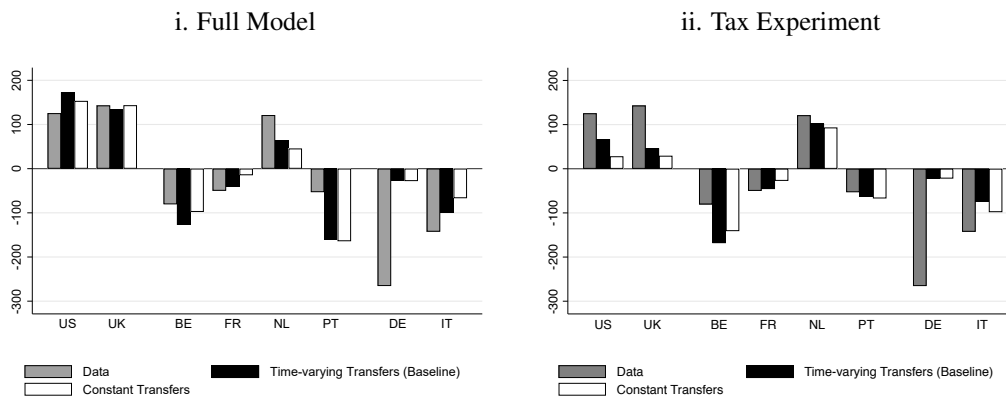 i. Full Model
200
100
0
-100
-200
-300
US UK BE FR NL PT DE IT
Data
Time-varying Transfers (Baseline)
Constant Transfers
ii. Tax Experiment
200
100
0
-100
-200
-300
US UK BE FR NL PT DE IT
Data
Time-varying Transfers (Baseline)
Constant Transfers